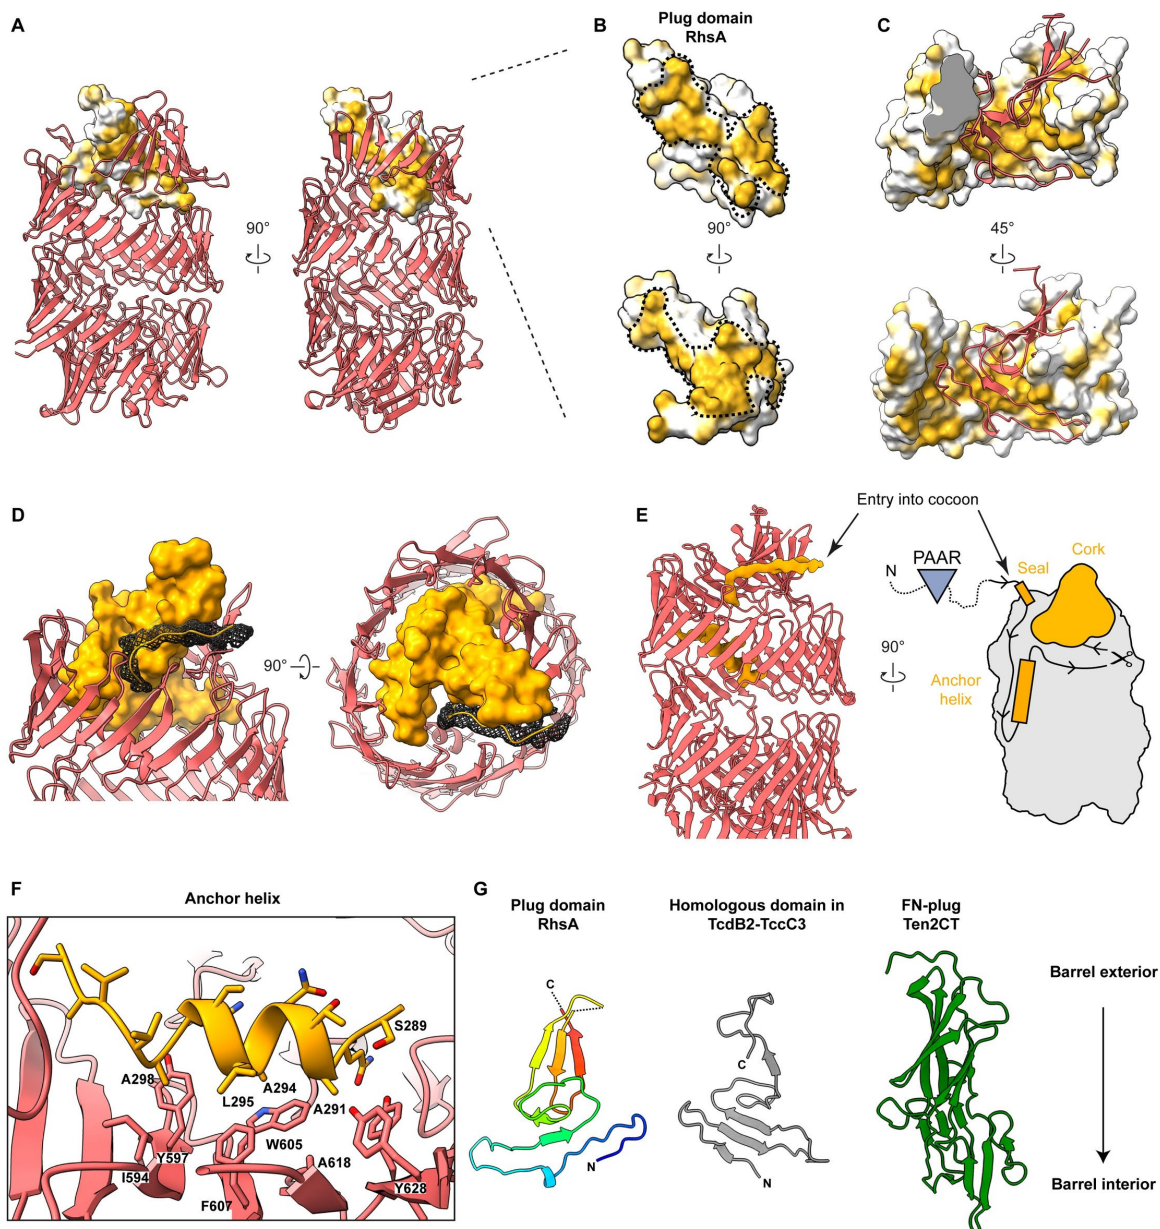 A
B
Plug domain
RhsA
C
90°
90°
45°
D
90°
E
Entry into cocoon
N
PAAR
Seal
Cork
90°
Anchor
helix
F
Anchor helix
S289
A298
L295
A294
A291
W605
Y597
I594
A618
F607
Y628
G
Plug domain
RhsA
Homologous domain in
TcdB2-TccC3
FN-plug
Ten2CT
C
N
C
N
Barrel exterior
Barrel interior